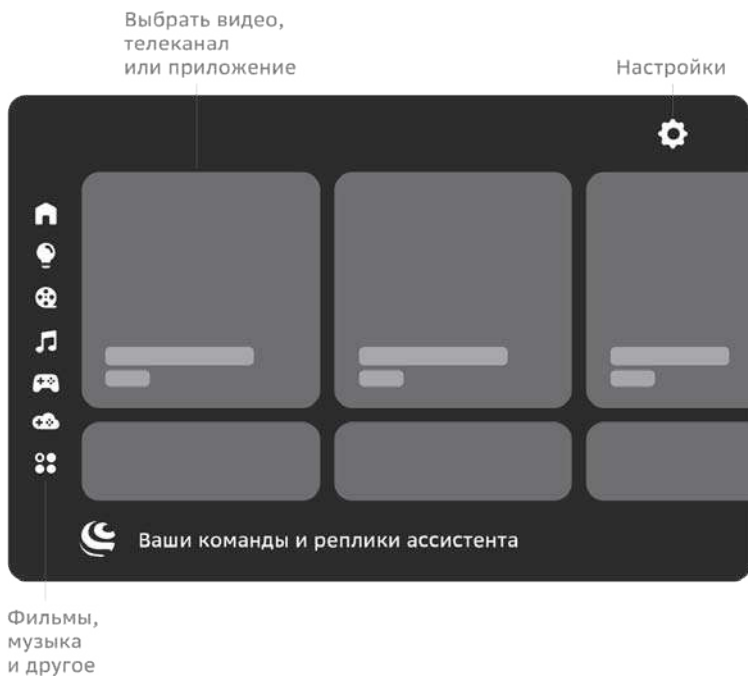 Выбрать видео,
телеканал
или приложение
Настройки
Ваши команды и реплики ассистента
Фильмы,
музыка
и другое